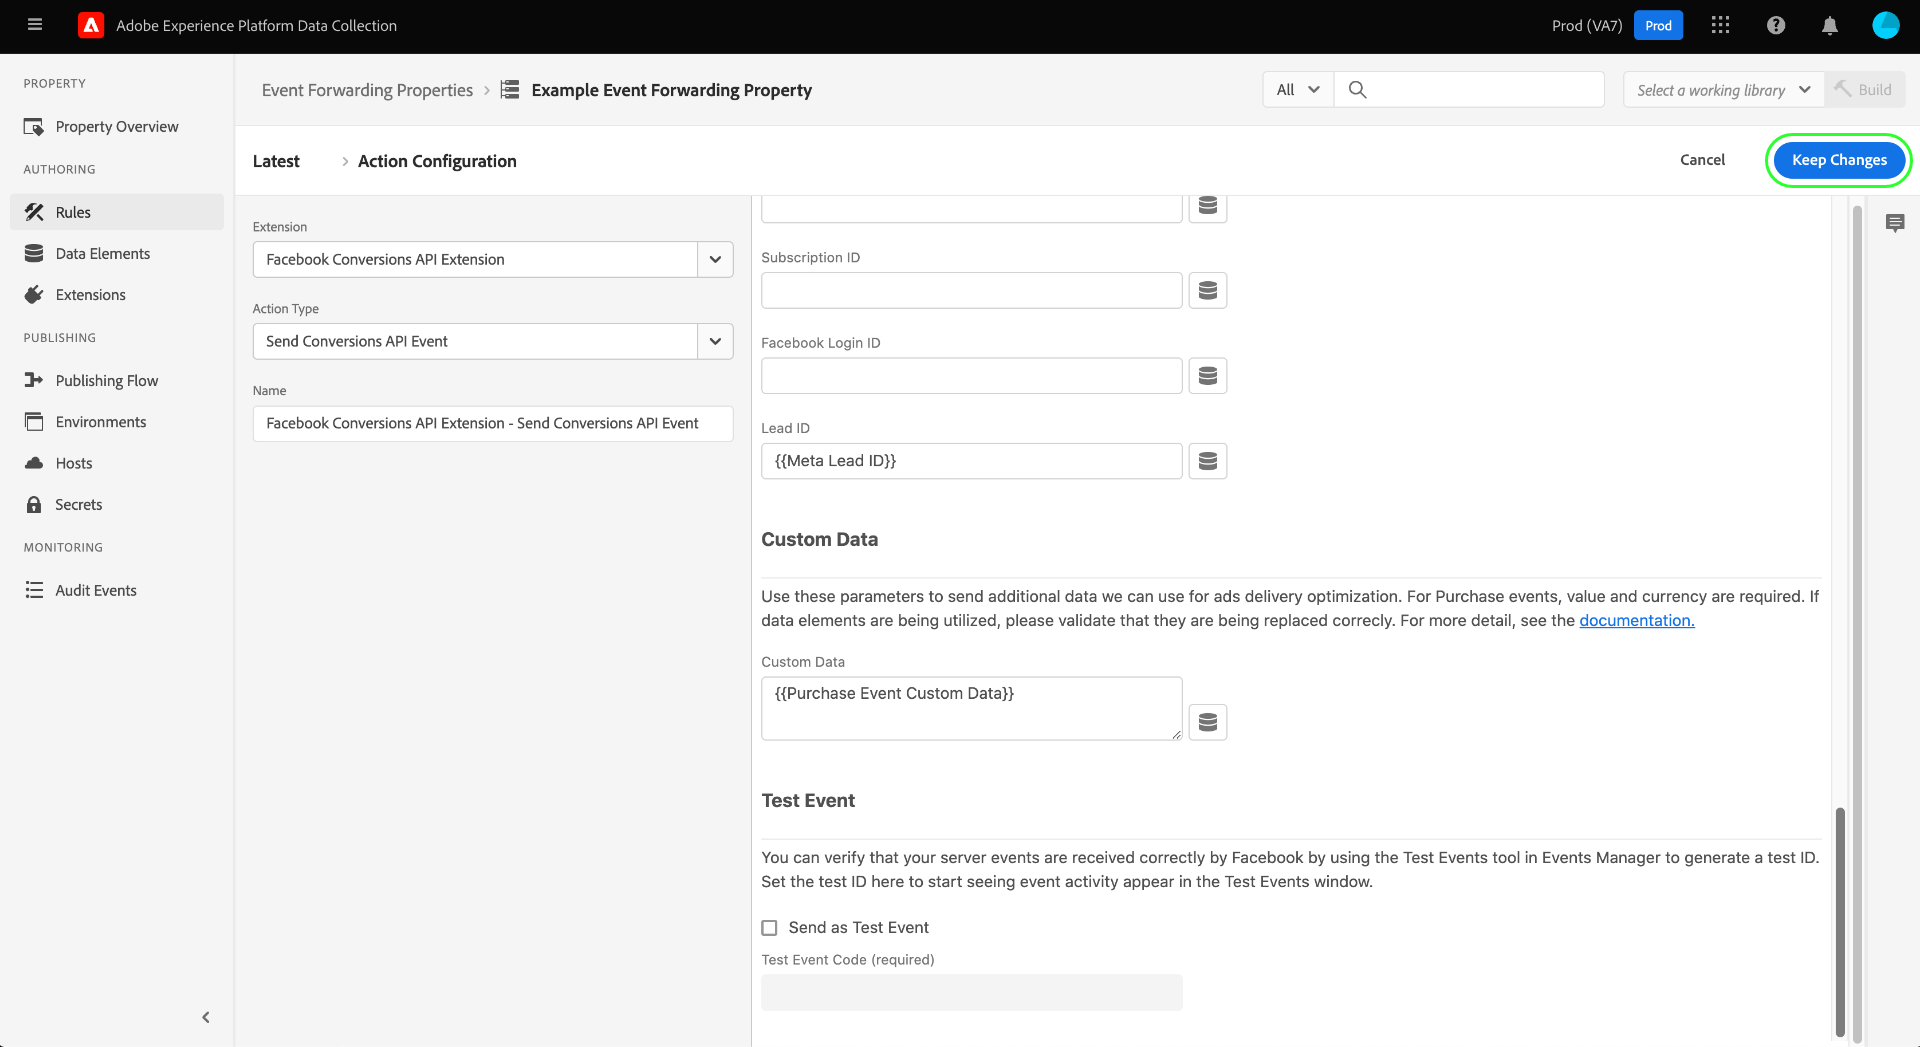 Adobe Experience Platform Data Collection
Prod (VA7)
Prod
PROPERTY
Property Overview
AUTHORING
Rules
Data Elements
Extensions
PUBLISHING
Publishing Flow
Environments
Hosts
Secrets
MONITORING
Audit Events
Event Forwarding Properties
Example Event Forwarding Property
All
Select a working library
Build
Latest
Action Configuration
Cancel
Keep Changes
Extension
Facebook Conversions API Extension
Action Type
Send Conversions API Event
Name
Facebook Conversions API Extension - Send Conversions API Event
Subscription ID
Facebook Login ID
Lead ID
{{Meta Lead ID}}
Custom Data
Use these parameters to send additional data we can use for ads delivery optimization. For Purchase events, value and currency are required. If
data elements are being utilized, please validate that they are being replaced correcly. For more detail, see the documentation.
Custom Data
{{Purchase Event Custom Data}}
Test Event
You can verify that your server events are received correctly by Facebook by using the Test Events tool in Events Manager to generate a test ID.
Set the test ID here to start seeing event activity appear in the Test Events window.
Send as Test Event
Test Event Code (required)